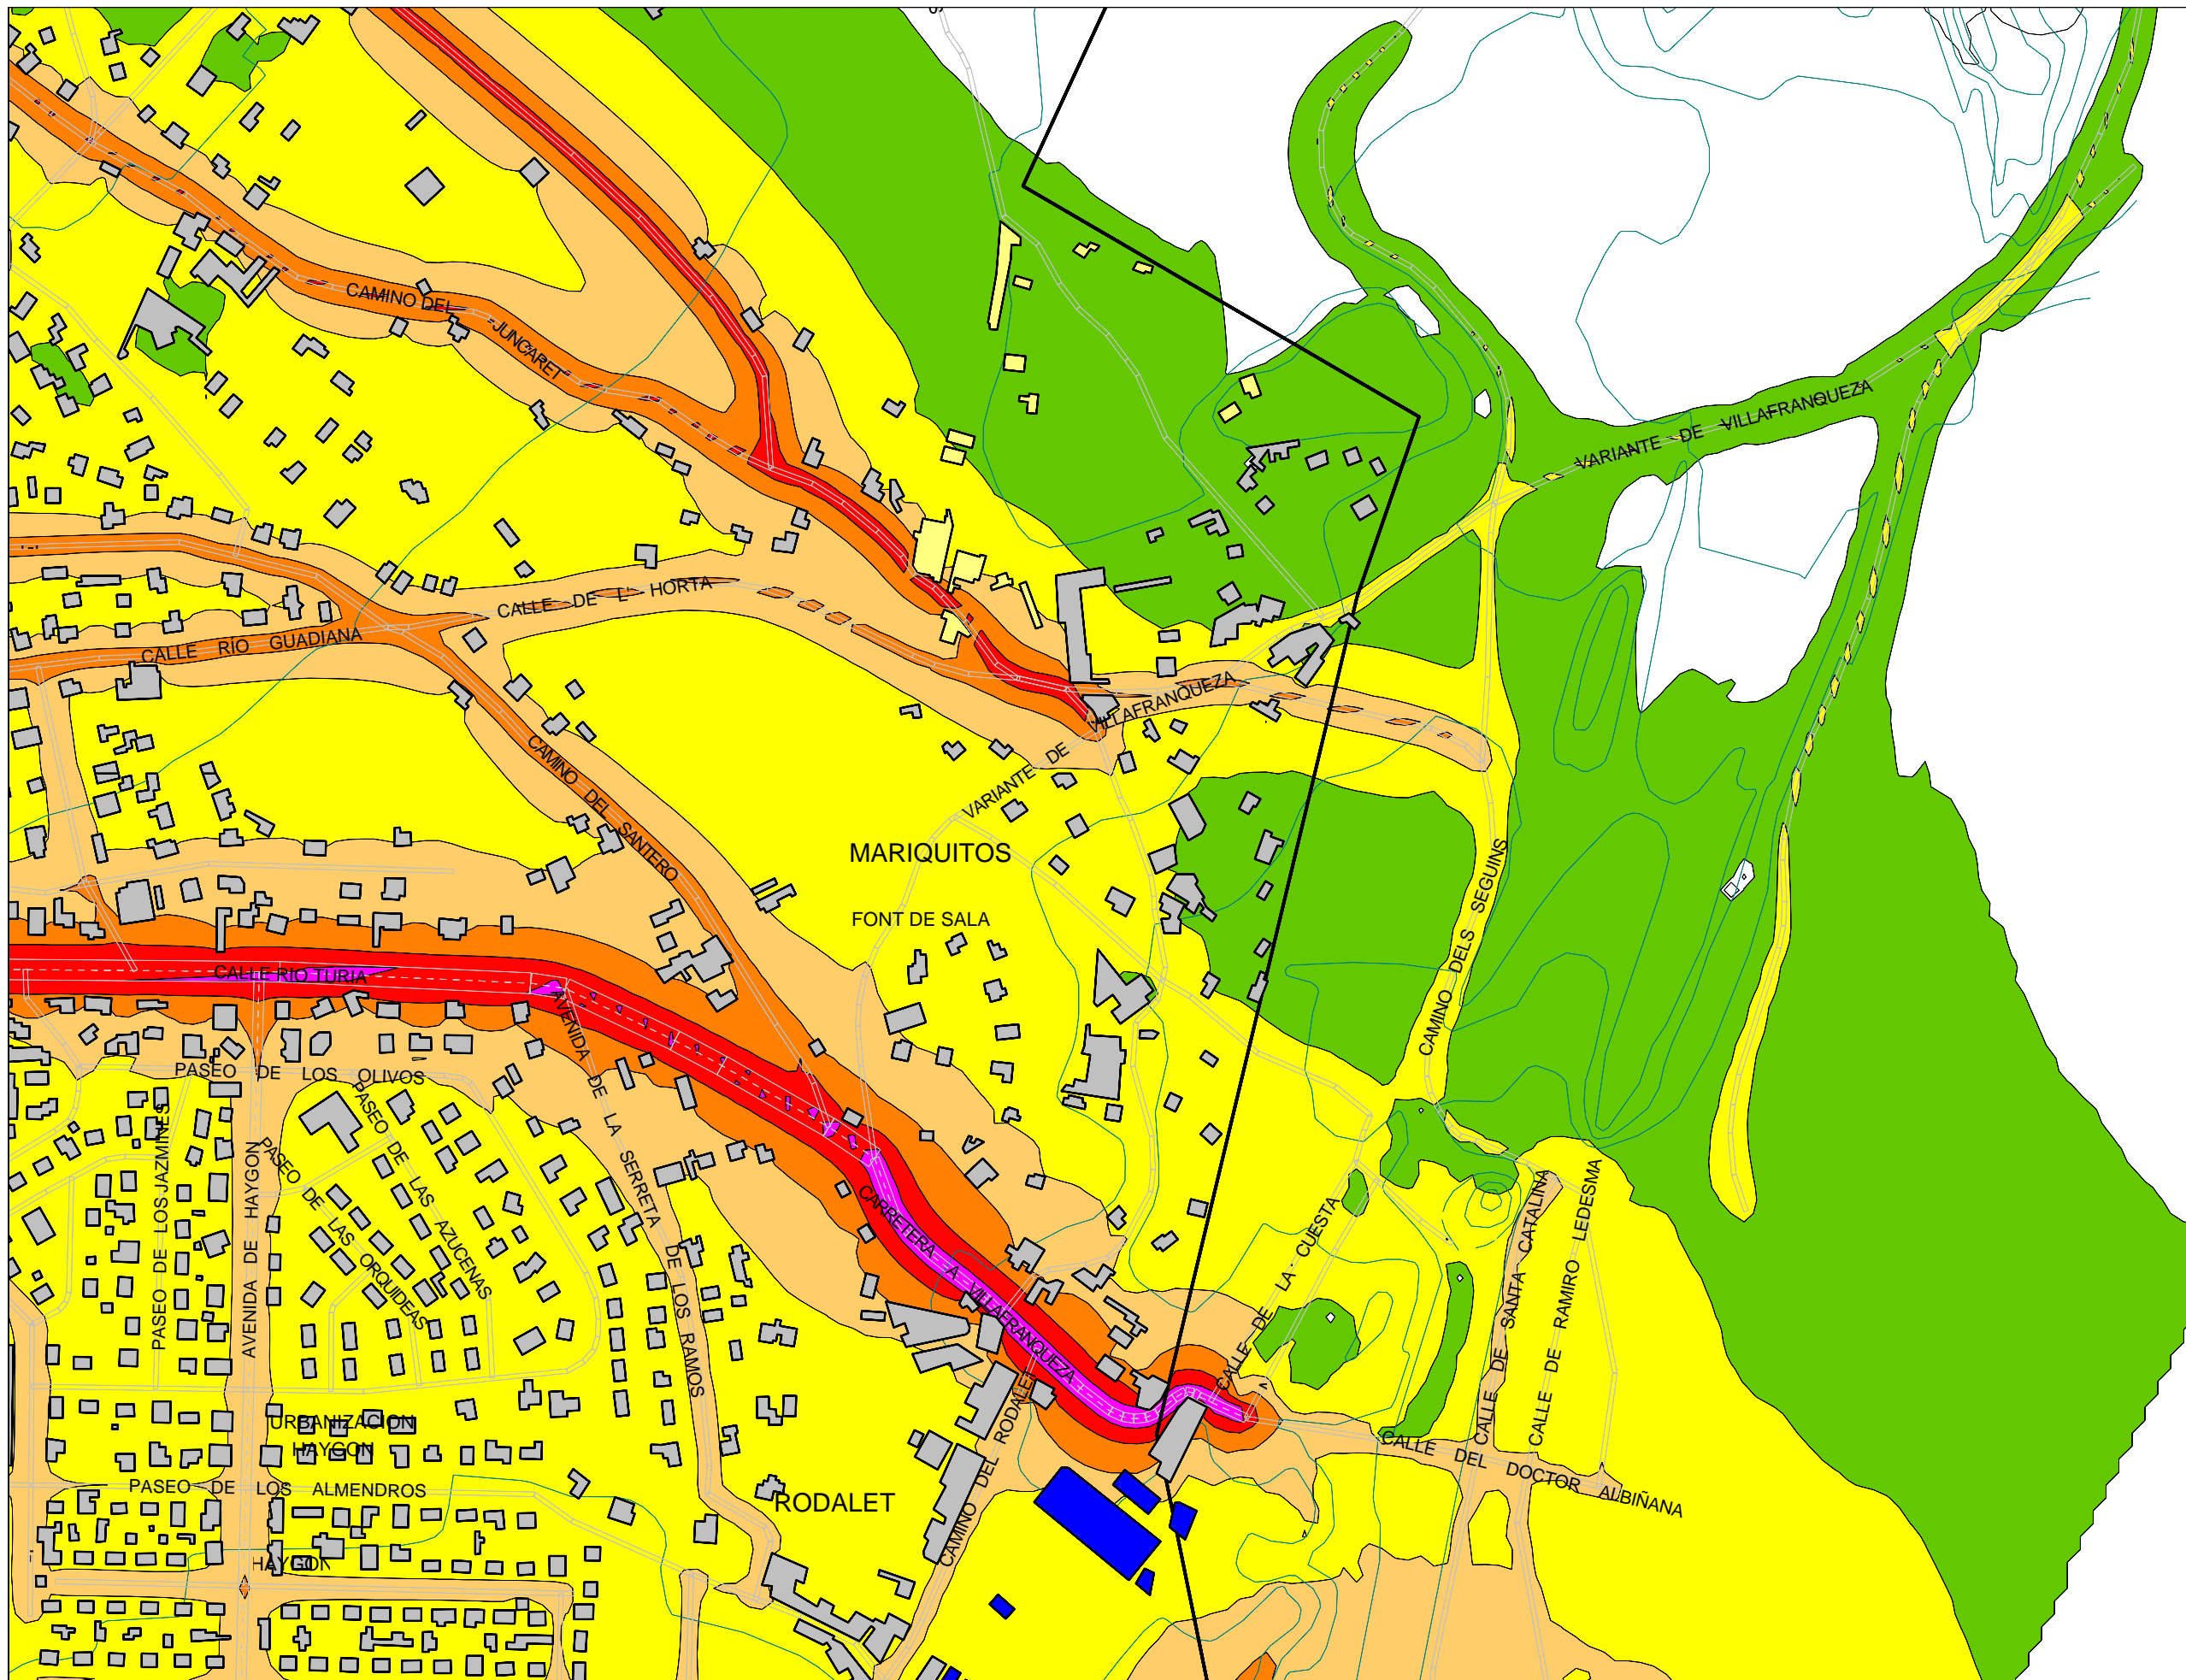 CAMINO DEL JUNCARET
VARIANTE DE VILLAFRANQUEZA
CALLE DE L' HORTA
CALLE RÍO GUADIANA
VARIANTE DE VILLAFRANQUEZA
CAMINO DEL SANTERO
MARIQUITOS
FONT DE SALA
CAMINO DELS SEGUINS
CALLE RIO TURIA
AVENIDA DE LA SERRETA
PASEO DE LOS OLIVOS
PASEO DE LOS JAZMINES
AVENIDA DE HAYGON
PASEO DE LAS ORQUIDEAS
PASEO DE LAS AZUCENAS
DE LOS RAMOS
CARRETERA A VILLAFRANQUEZA
CALLE DE LA CUESTA
CALLE DE SANTA CATALINA
CALLE DE RAMIRO LEDESMA
CAMINO DEL RODALET
CALLE DEL DOCTOR ALBIÑANA
URBANIZACION
HAYGON
PASEO DE LOS ALMENDROS
RODALET
HAYGON